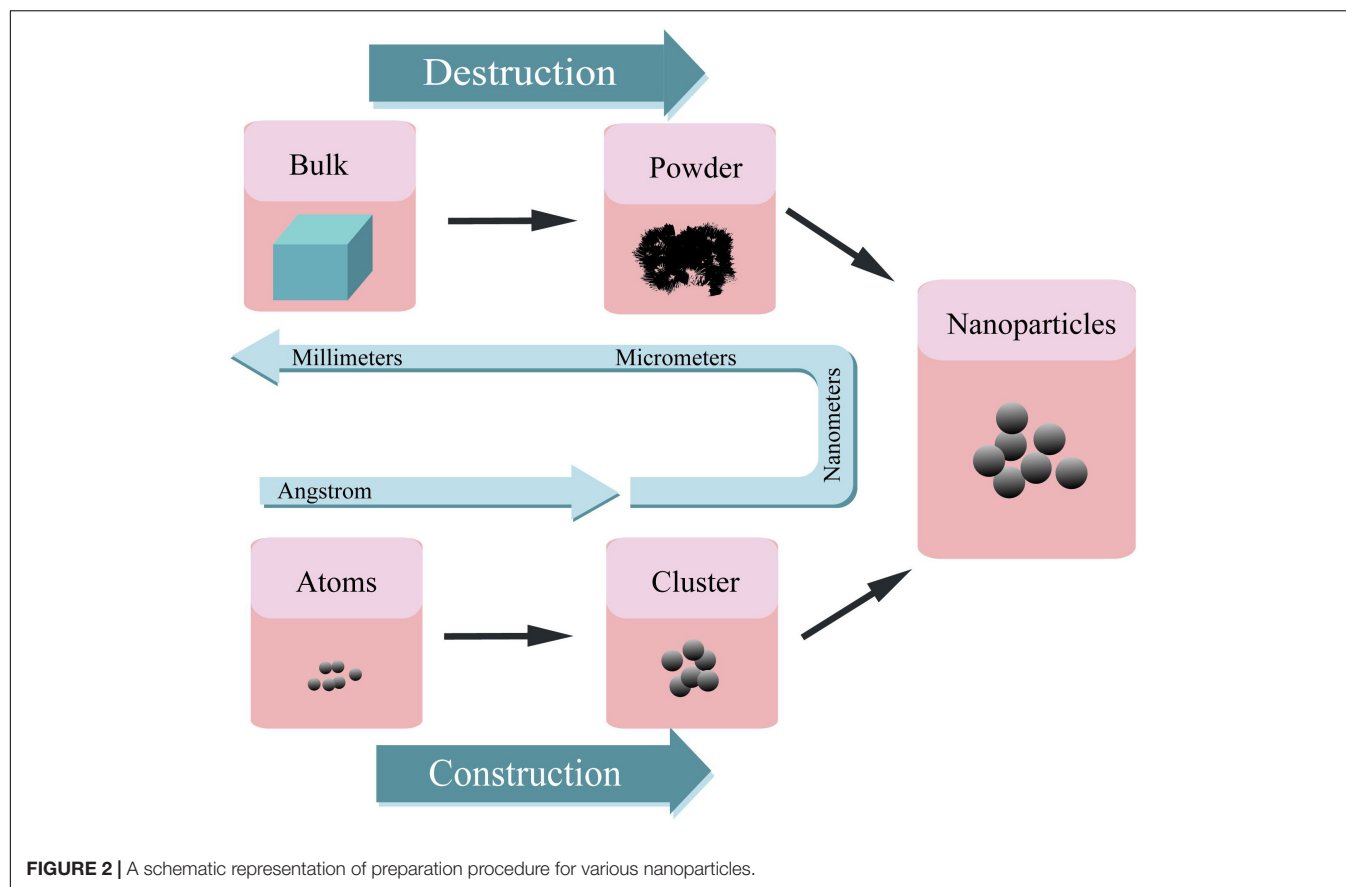 Destruction
Bulk
Powder
Nanoparticles
Millimeters
Micrometers
Nanometers
Angstrom
Atoms
Cluster
Construction
FIGURE 2 | A schematic representation of preparation procedure for various nanoparticles.